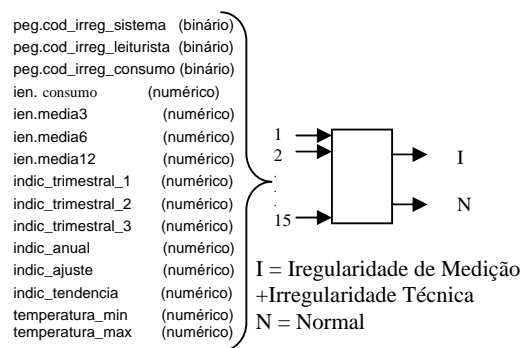 peg.cod_irreg_sistema (binário)
peg.cod_irreg_leiturista (binário)
peg.cod_irreg_consumo (binário)
ien. consumo (numérico)
ien.media3 (numérico)
ien.media6 (numérico)
ien.media12 (numérico)
indic_trimestral_1 (numérico)
indic_trimestral_2 (numérico)
indic_trimestral_3 (numérico)
indic_anual (numérico)
indic_ajuste (numérico)
indic_tendencia (numérico)
temperatura_min (numérico)
temperatura_max (numérico)
1
2
.
.
15
I
N
I = Iregularidade de Medição
+Irregularidade Técnica
N = Normal